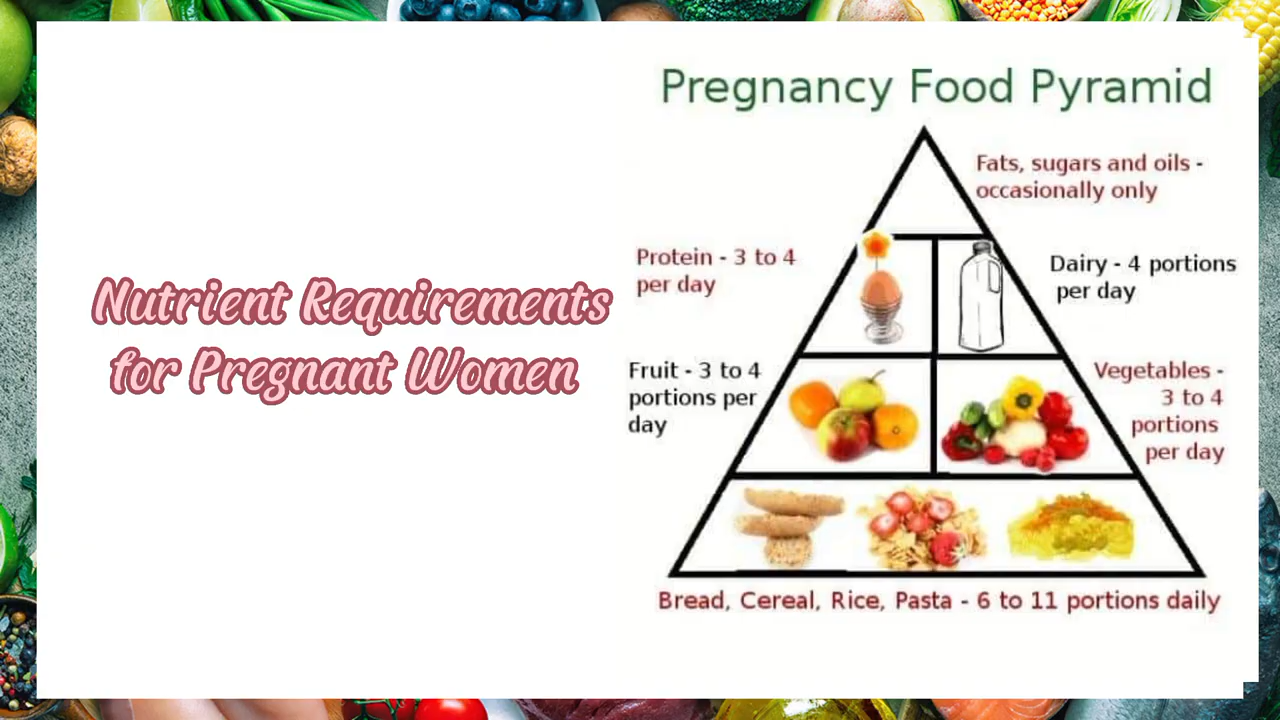 Nutrient Requirements
for Pregnant Women
Pregnancy Food Pyramid
Fats, sugars and oils -
occasionally only
Protein - 3 to 4
per day
Dairy - 4 portions
per day
Fruit - 3 to 4
portions per
day
Vegetables -
3 to 4
portions
per day
Bread, Cereal, Rice, Pasta - 6 to 11 portions daily